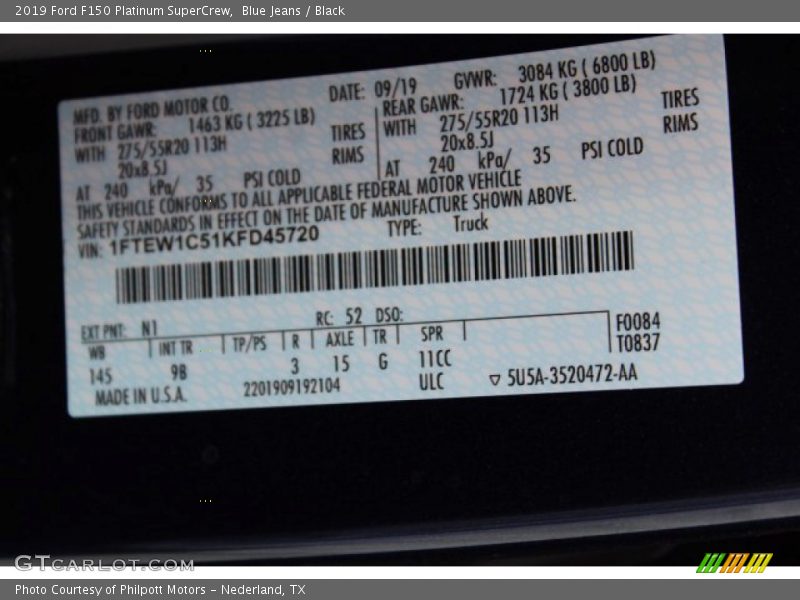 2019 Ford F150 Platinum SuperCrew, Blue Jeans / Black
MFD. BY FORD MOTOR CO.
DATE: 09/19
GVWR: 3084 KG ( 6800 LB)
FRONT GAWR: 1463 KG ( 3225 LB)
REAR GAWR: 1724 KG ( 3800 LB)
WITH 275/55R20 113H TIRES
WITH 275/55R20 113H TIRES
20x8.5J RIMS
20x8.5J RIMS
AT 240 kPa/ 35 PSI COLD
AT 240 kPa/ 35 PSI COLD
THIS VEHICLE CONFORMS TO ALL APPLICABLE FEDERAL MOTOR VEHICLE
SAFETY STANDARDS IN EFFECT ON THE DATE OF MANUFACTURE SHOWN ABOVE.
VIN: 1FTEW1C51KFD45720
TYPE: Truck
EXT PNT: N1 RC: 52 DSO:
WB INT TR TP/PS R AXLE TR SPR
F0084
T0837
145 9B 3 15 G 11CC
MADE IN U.S.A. 2201909192104 ULC ▽ 5U5A-3520472-AA
GTCARLOT.COM
Photo Courtesy of Philpott Motors - Nederland, TX